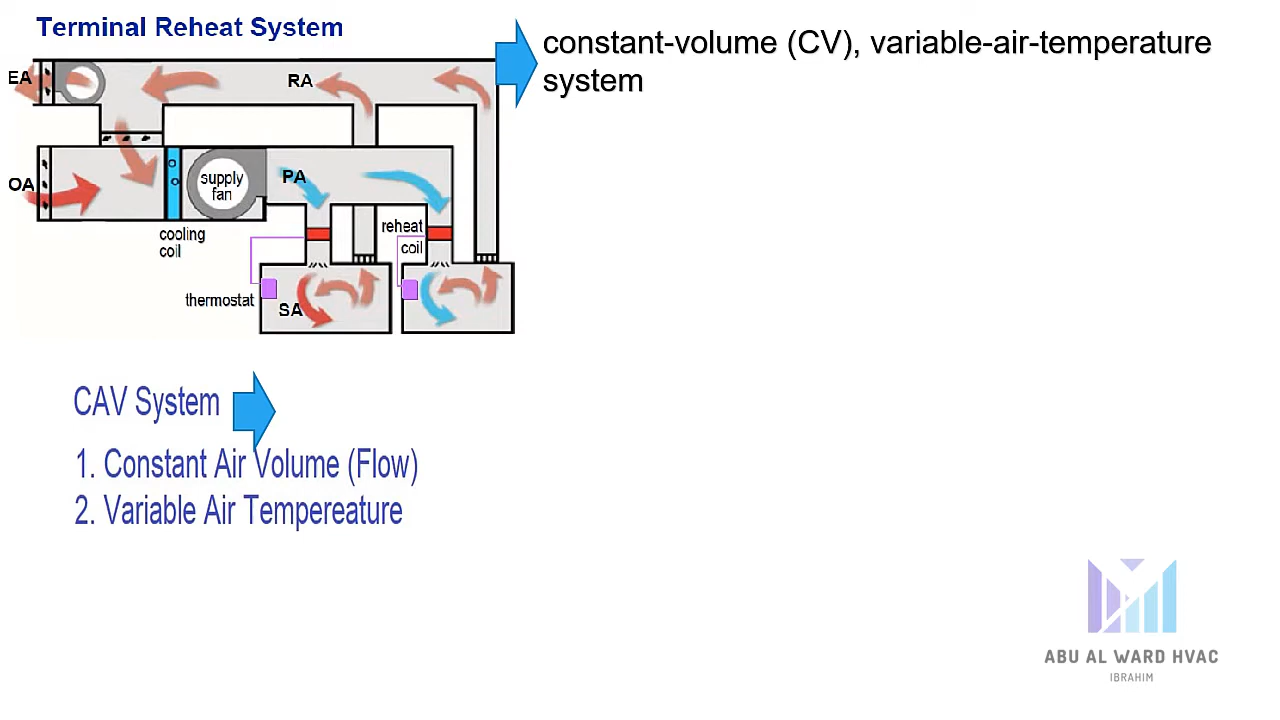 Terminal Reheat System
constant-volume (CV), variable-air-temperature
system
EA
RA
OA
supply
fan
PA
cooling
coil
reheat
coil
thermostat
SA
CAV System
1. Constant Air Volume (Flow)
2. Variable Air Tempereature
ABU AL WARD HVAC
IBRAHIM